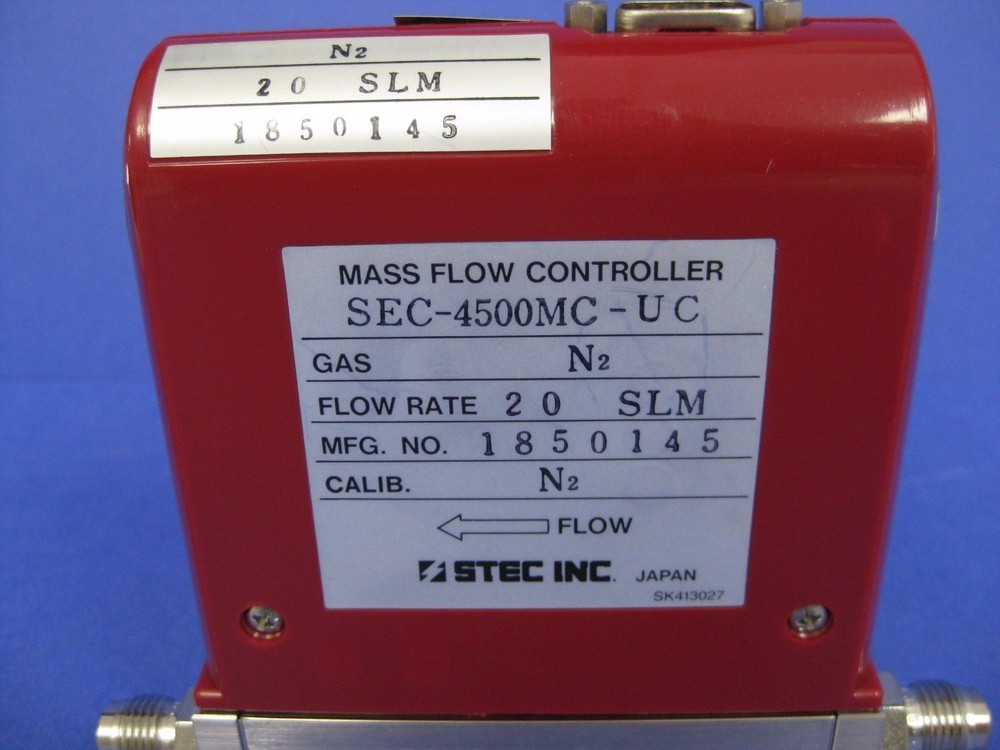 N2
20 SLM
1850145
MASS FLOW CONTROLLER
SEC-4500MC-UC
GAS N2
FLOW RATE 20 SLM
MFG. NO. 1850145
CALIB. N2
FLOW
STEC INC. JAPAN
SK413027